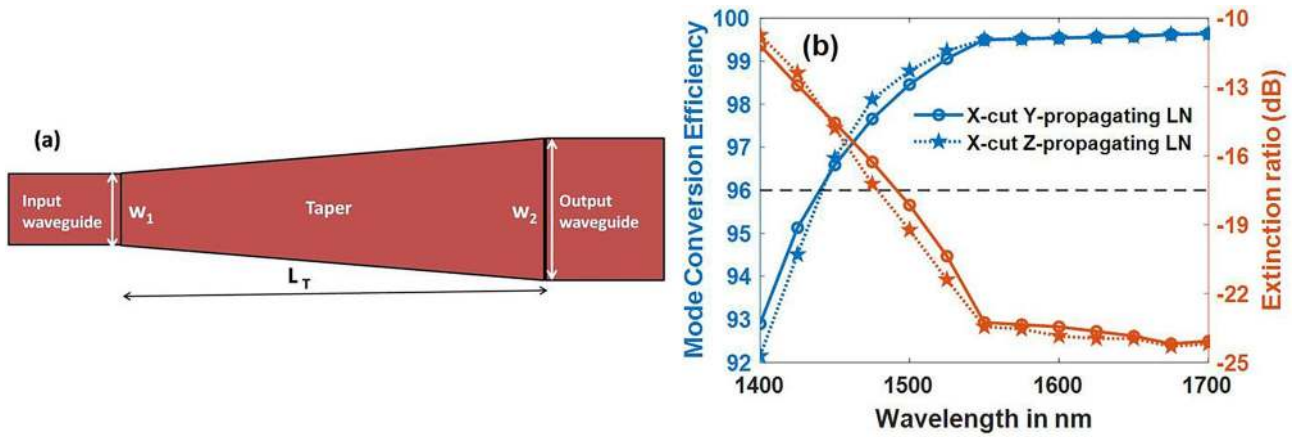 (a)
Input
waveguide
W₁
Taper
W₂
Output
waveguide
L T
(b)
Mode Conversion Efficiency
100
99
98
97
96
95
94
93
92
X-cut Y-propagating LN
X-cut Z-propagating LN
-10
-13
-16
-19
-22
-25
Extinction ratio (dB)
1400 1500 1600 1700
Wavelength in nm